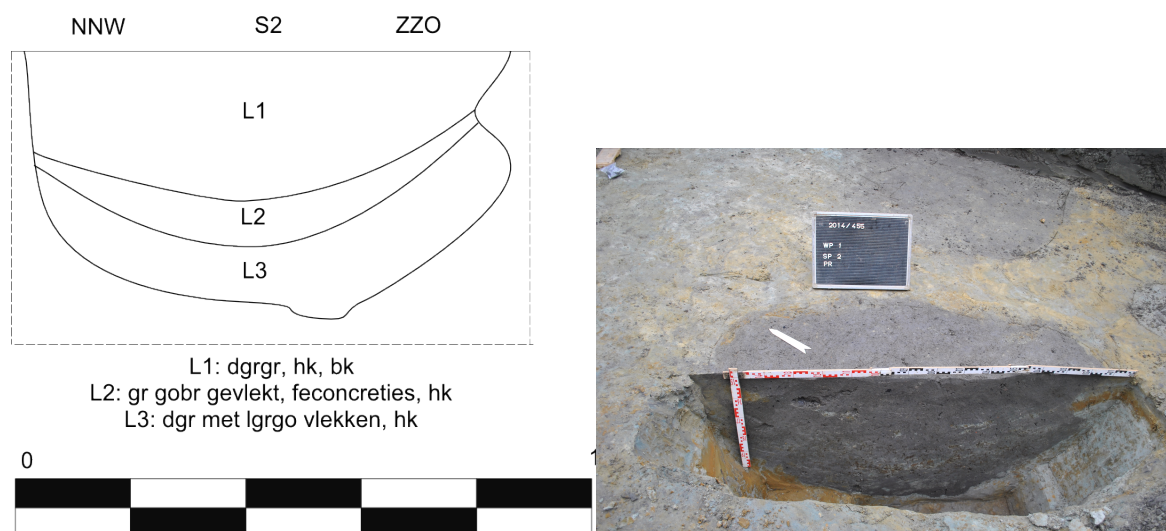 NNW S2 ZZO
L1
L2
L3
L1: dgrgr, hk, bk
L2: gr gobr gevlekt, feconcreties, hk
L3: dgr met lgrgo vlekken, hk
0 1
2014/455
WP 1
SP 2
PR